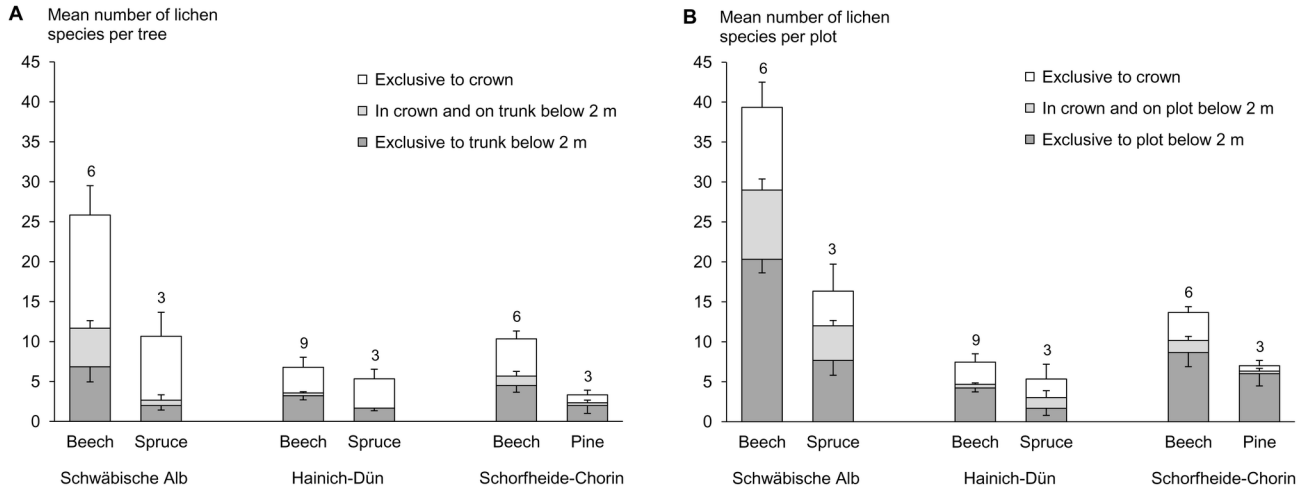 A
Mean number of lichen
species per tree
45
40
35
30
25
20
15
10
5
0
6
3
9
3
6
3
Exclusive to crown
In crown and on trunk below 2 m
Exclusive to trunk below 2 m
Beech Spruce Beech Spruce Beech Pine
Schwäbische Alb Hainich-Dün Schorfheide-Chorin
B
Mean number of lichen
species per plot
45
40
35
30
25
20
15
10
5
0
6
3
9
3
6
3
Exclusive to crown
In crown and on plot below 2 m
Exclusive to plot below 2 m
Beech Spruce Beech Spruce Beech Pine
Schwäbische Alb Hainich-Dün Schorfheide-Chorin